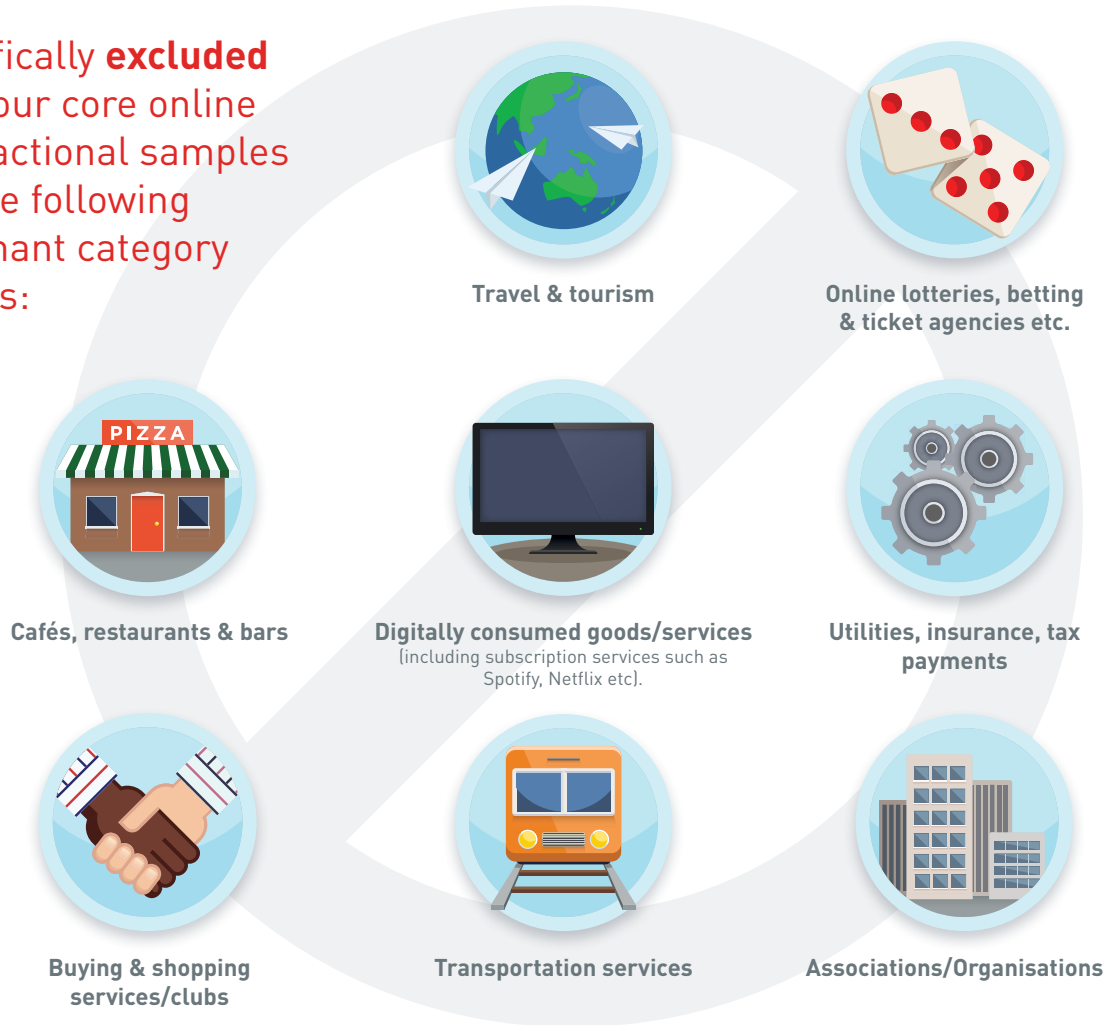 fically excluded
our core online
actional samples
e following
nant category
s:
Travel & tourism
Online lotteries, betting
& ticket agencies etc.
PIZZA
Cafés, restaurants & bars
Digitally consumed goods/services
(including subscription services such as
Spotify, Netflix etc).
Utilities, insurance, tax
payments
Buying & shopping
services/clubs
Transportation services
Associations/Organisations